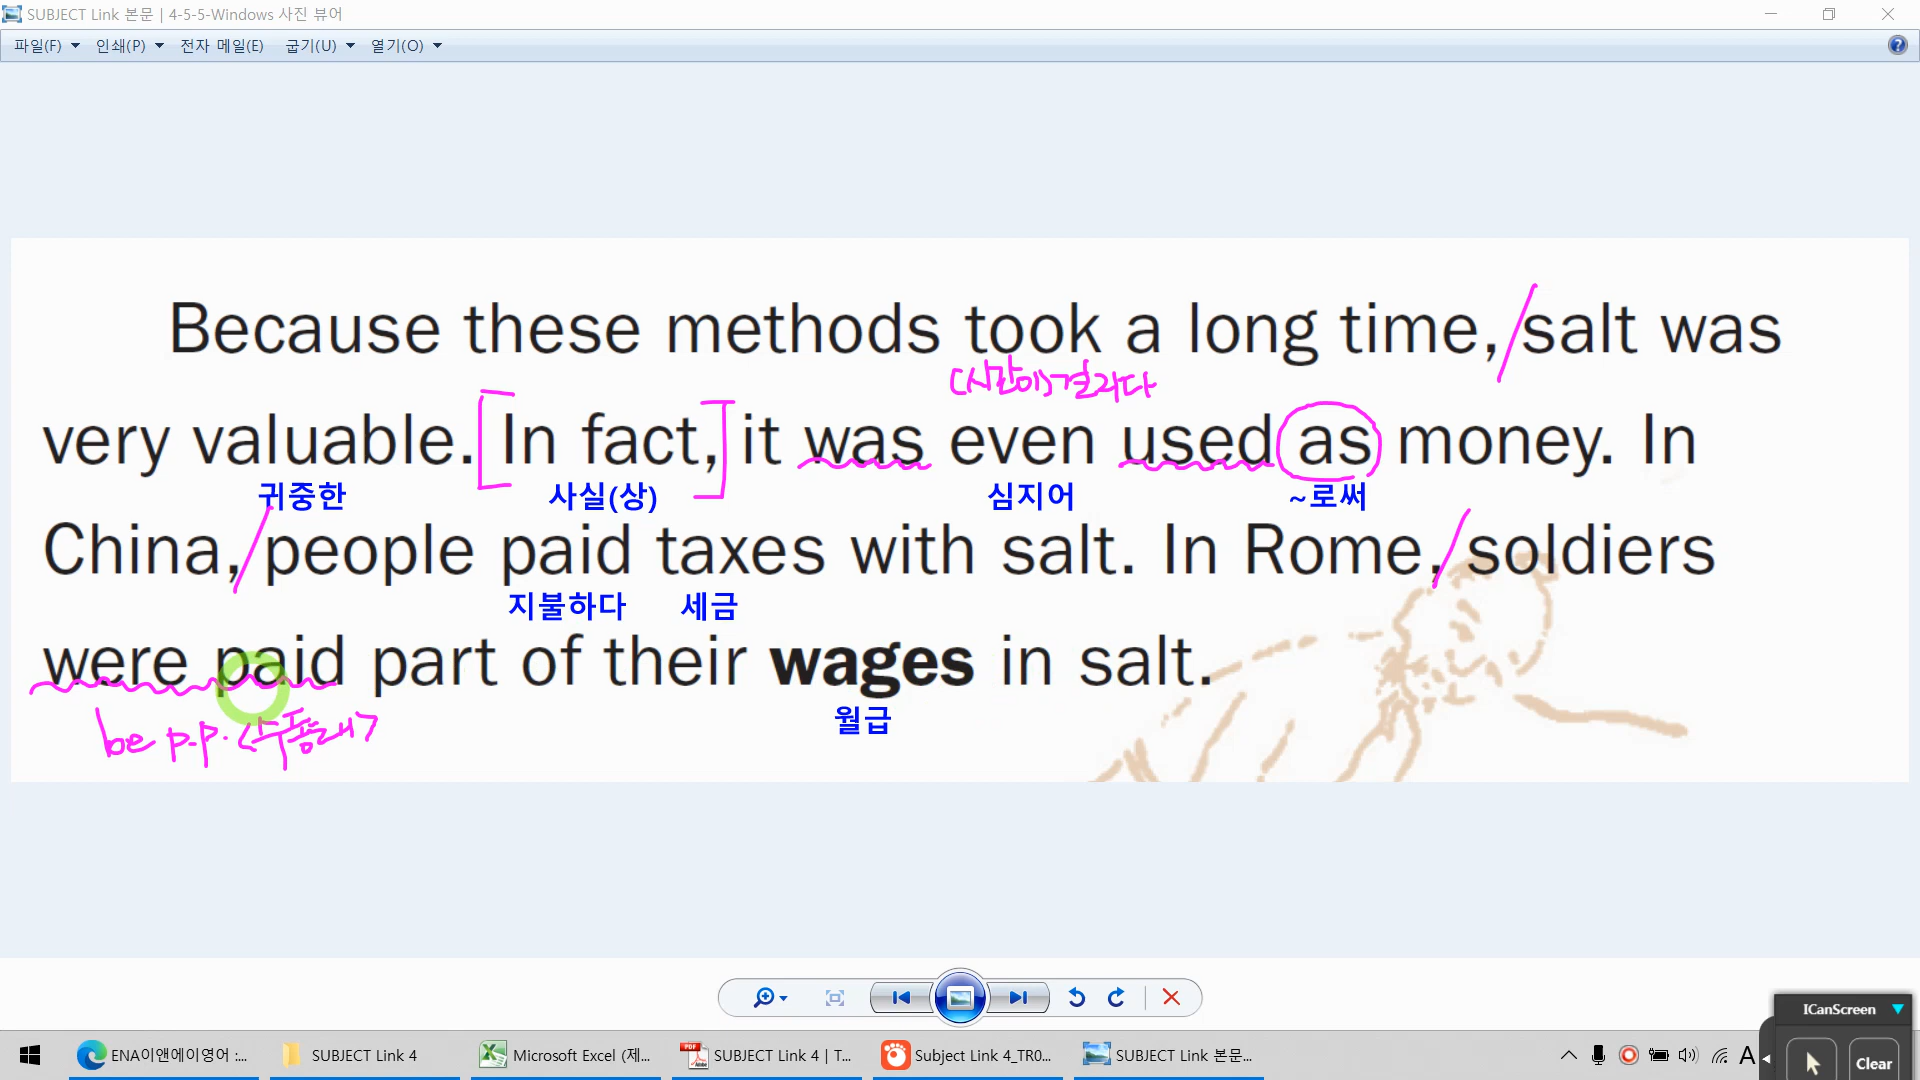 SUBJECT Link 본문 | 4-5-5-Windows 사진 뷰어
파일(F) 인쇄(P) 전자 메일(E) 굽기(U) 열기(O)
Because these methods took a long time, salt was
(시간이) 걸리다
very valuable. [In fact,] it was even used as money. In
귀중한 사실(상) 심지어 ~로써
China, people paid taxes with salt. In Rome, soldiers
지불하다 세금
were paid part of their wages in salt.
월급
be p.p. <수동태>
ICanScreen
Clear
ENA이앤에이영어 :... SUBJECT Link 4 Microsoft Excel (제... SUBJECT Link 4 | T... Subject Link 4_TR0... SUBJECT Link 본문... A